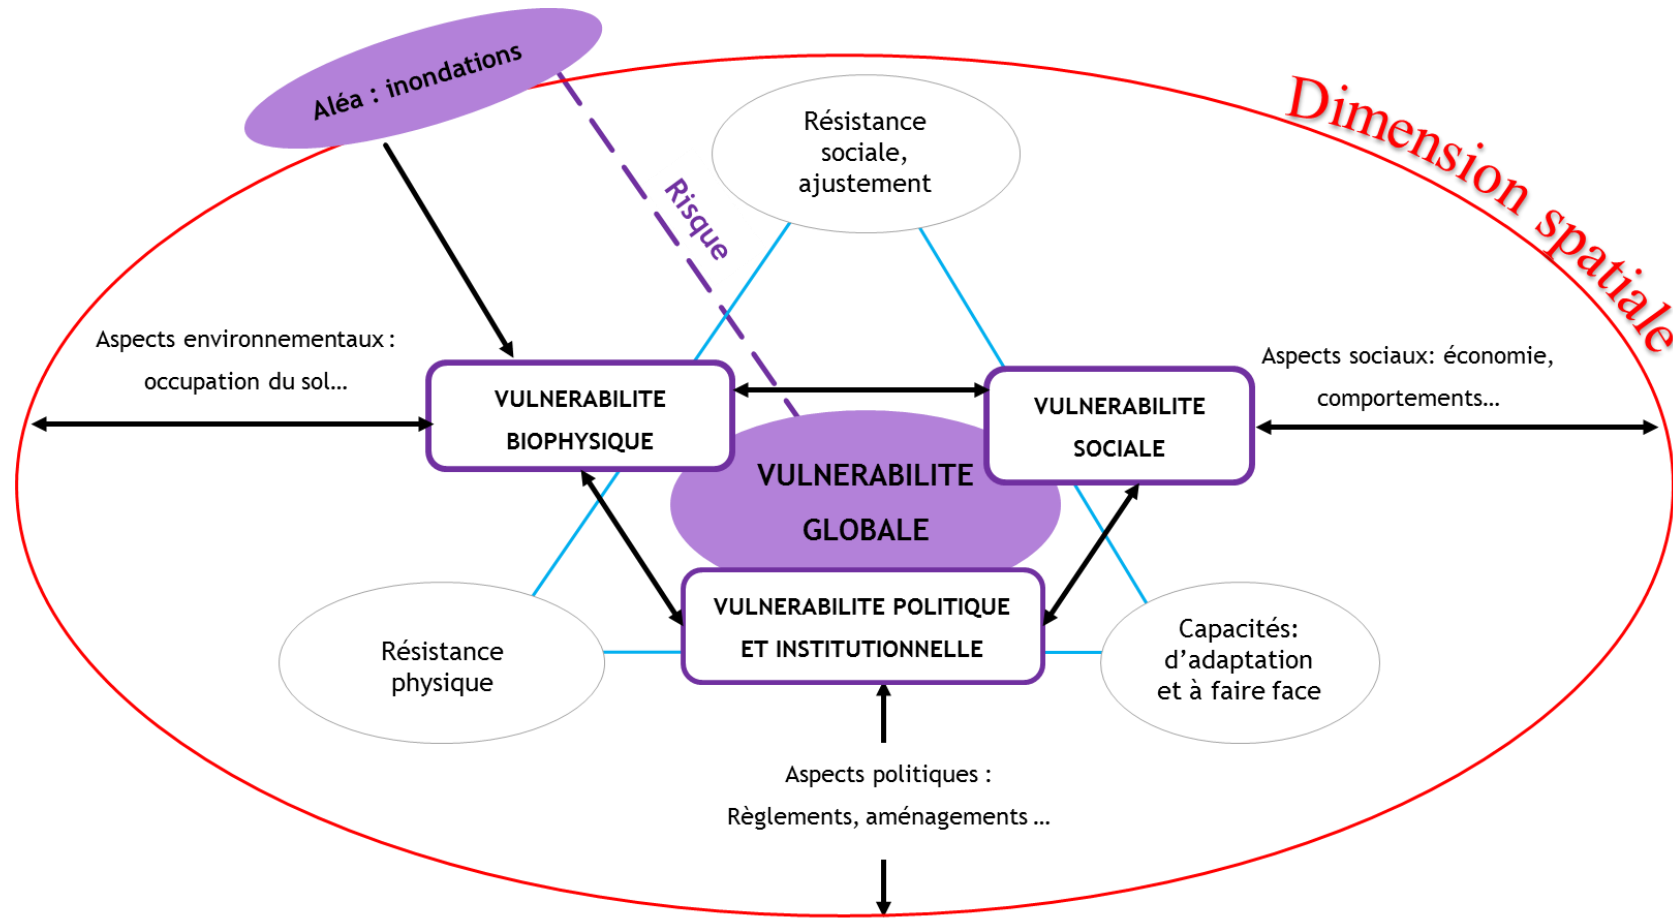 Aléa : inondations
Dimension spatiale
Résistance
sociale,
ajustement
Risque
Aspects environnementaux :
occupation du sol...
Aspects sociaux: économie,
comportements...
VULNERABILITE
BIOPHYSIQUE
VULNERABILITE
SOCIALE
VULNERABILITE
GLOBALE
VULNERABILITE POLITIQUE
ET INSTITUTIONNELLE
Résistance
physique
Capacités:
d’adaptation
et à faire face
Aspects politiques :
Règlements, aménagements ...